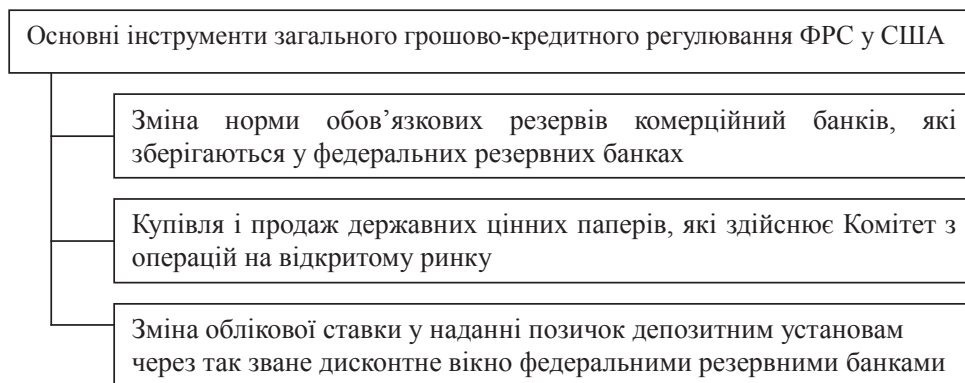 Основні інструменти загального грошово-кредитного регулювання ФРС у США
Зміна норми обов’язкових резервів комерційний банків, які
зберігаються у федеральних резервних банках
Купівля і продаж державних цінних паперів, які здійснює Комітет з
операцій на відкритого ринку
Зміна облікової ставки у наданні позичок депозитним установам
через так зване дисконтне вікно федеральними резервними банками